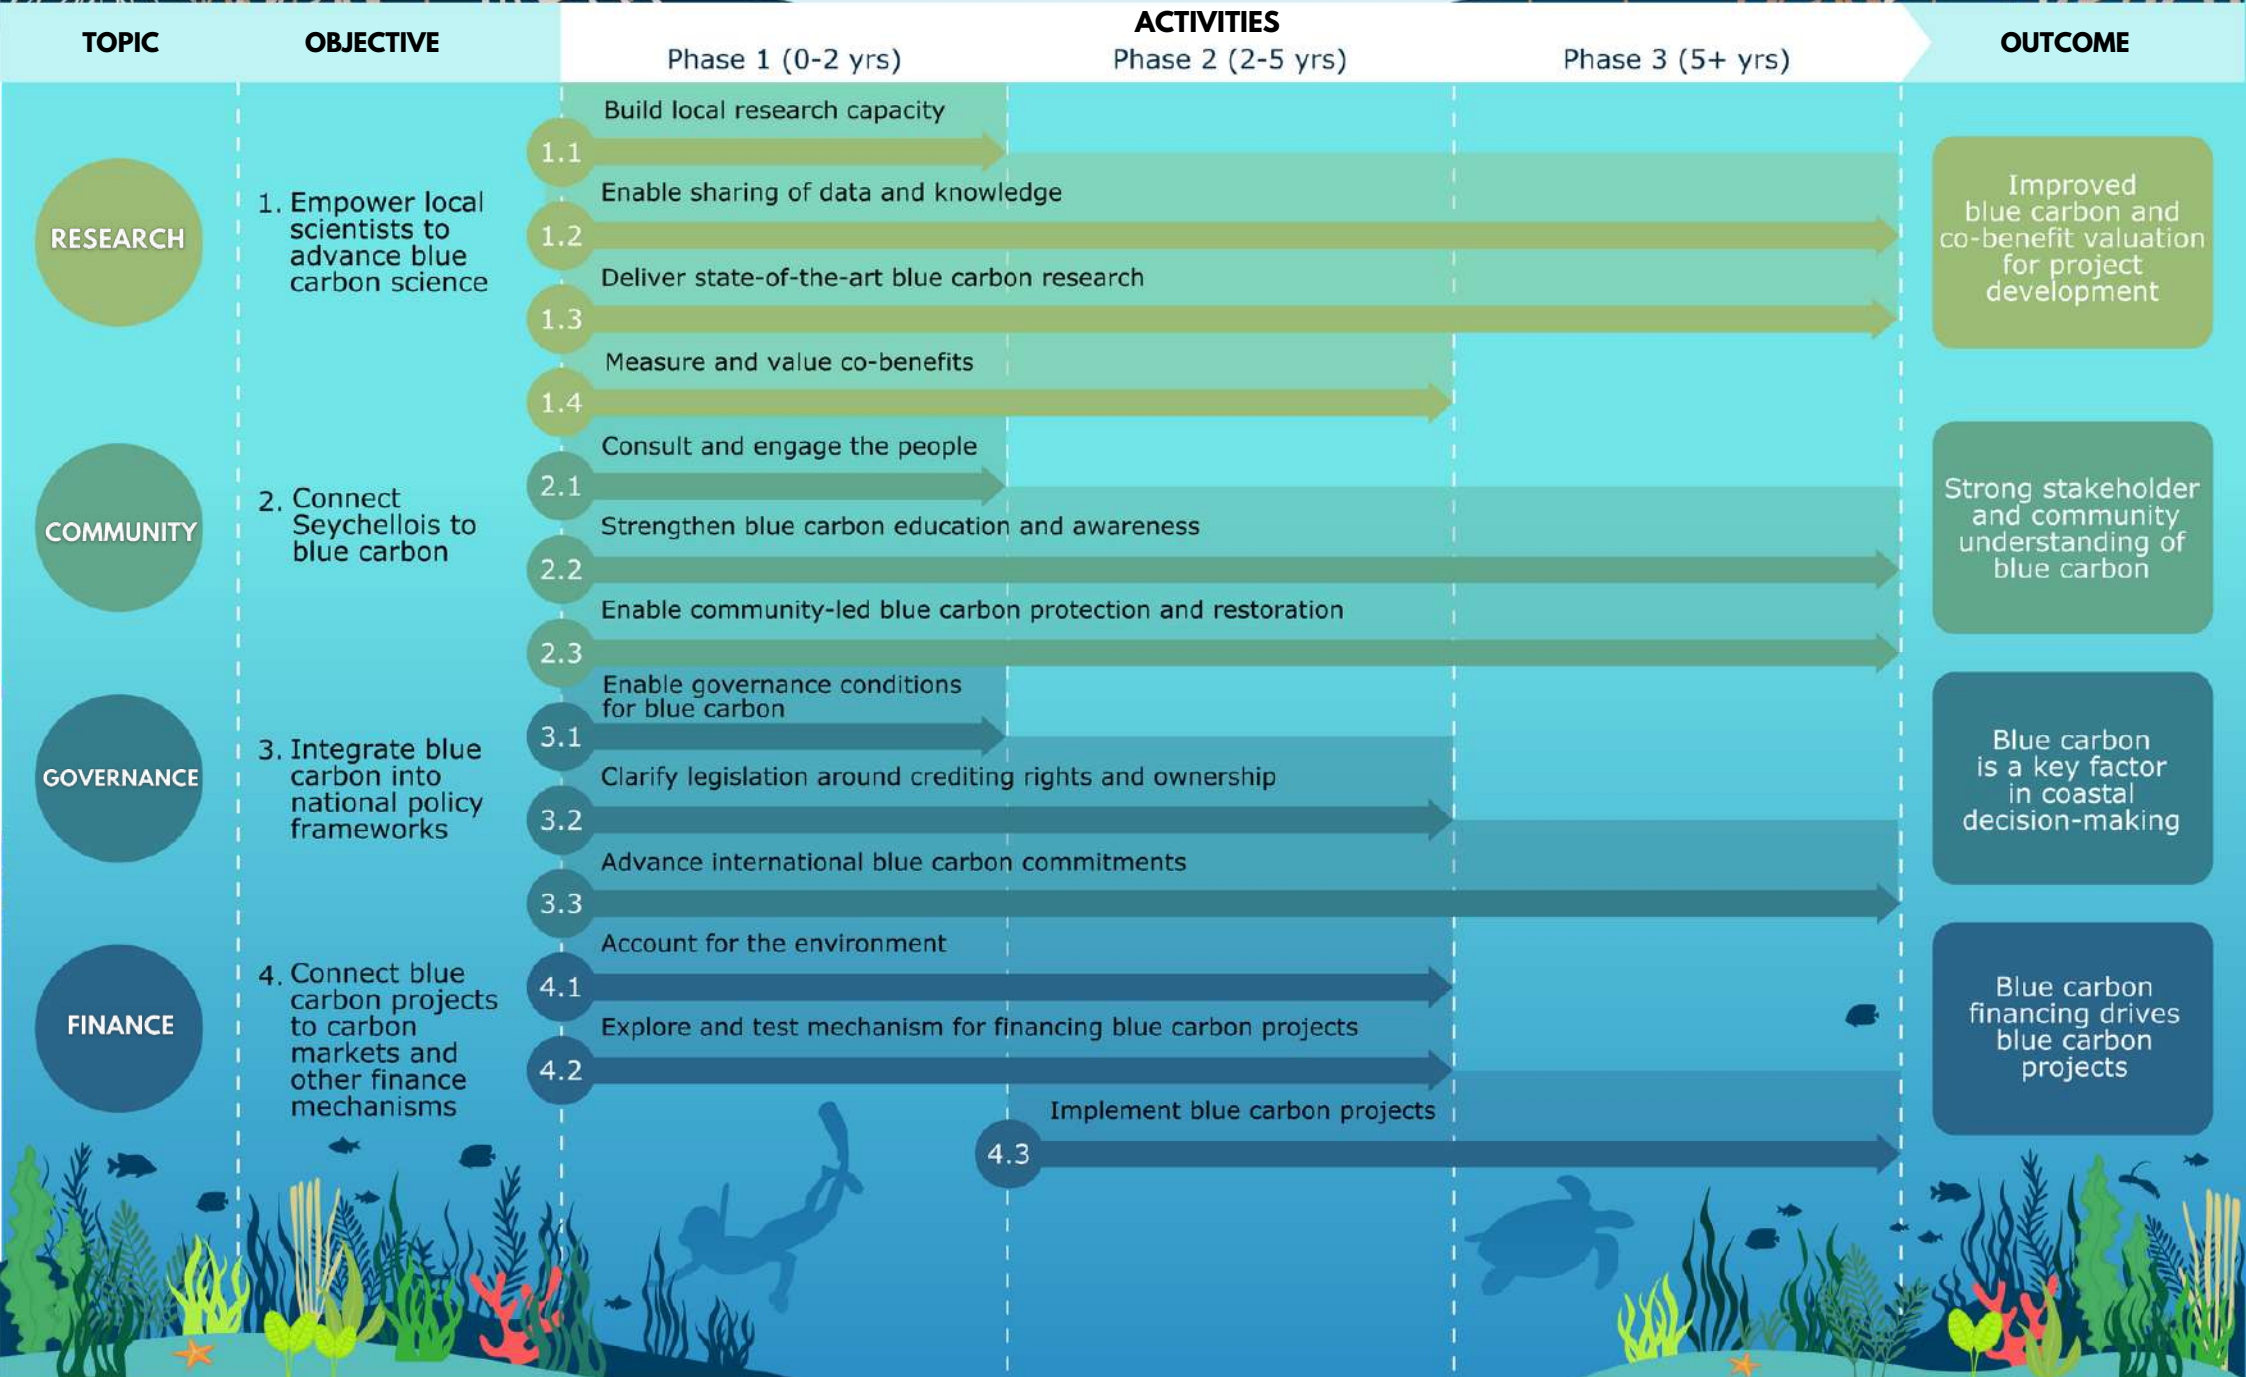 TOPIC
OBJECTIVE
ACTIVITIES
Phase 1 (0-2 yrs)
Phase 2 (2-5 yrs)
Phase 3 (5+ yrs)
OUTCOME
RESEARCH
1. Empower local
scientists to
advance blue
carbon science
Build local research capacity
1.1
Enable sharing of data and knowledge
1.2
Deliver state-of-the-art blue carbon research
1.3
Measure and value co-benefits
1.4
Improved
blue carbon and
co-benefit valuation
for project
development
COMMUNITY
2. Connect
Seychellois to
blue carbon
Consult and engage the people
2.1
Strengthen blue carbon education and awareness
2.2
Enable community-led blue carbon protection and restoration
2.3
Strong stakeholder
and community
understanding of
blue carbon
GOVERNANCE
3. Integrate blue
carbon into
national policy
frameworks
Enable governance conditions
for blue carbon
3.1
Clarify legislation around crediting rights and ownership
3.2
Advance international blue carbon commitments
3.3
Blue carbon
is a key factor
in coastal
decision-making
FINANCE
4. Connect blue
carbon projects
to carbon
markets and
other finance
mechanisms
Account for the environment
4.1
Explore and test mechanism for financing blue carbon projects
4.2
Implement blue carbon projects
4.3
Blue carbon
financing drives
blue carbon
projects